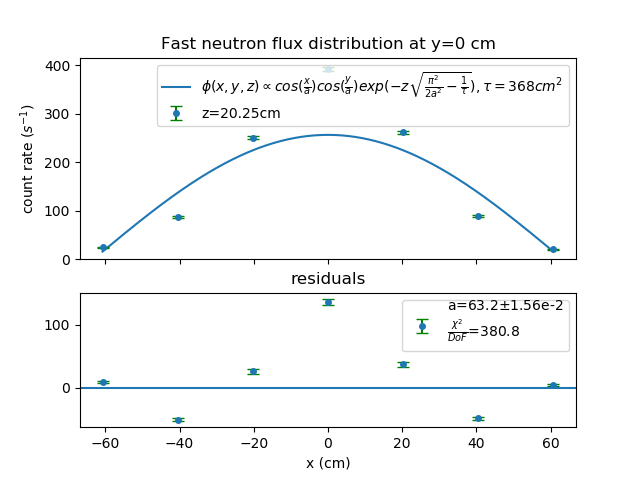 Fast neutron flux distribution at y=0 cm
400
300
200
100
0
count rate (s⁻¹)
ϕ(x, y, z) ∝ cos(x/a)cos(y/a)exp(−z√(π²/2a² − 1/τ)), τ = 368cm²
z=20.25cm
residuals
100
0
a=63.2±1.56e-2
χ²/DoF=380.8
−60 −40 −20 0 20 40 60
x (cm)